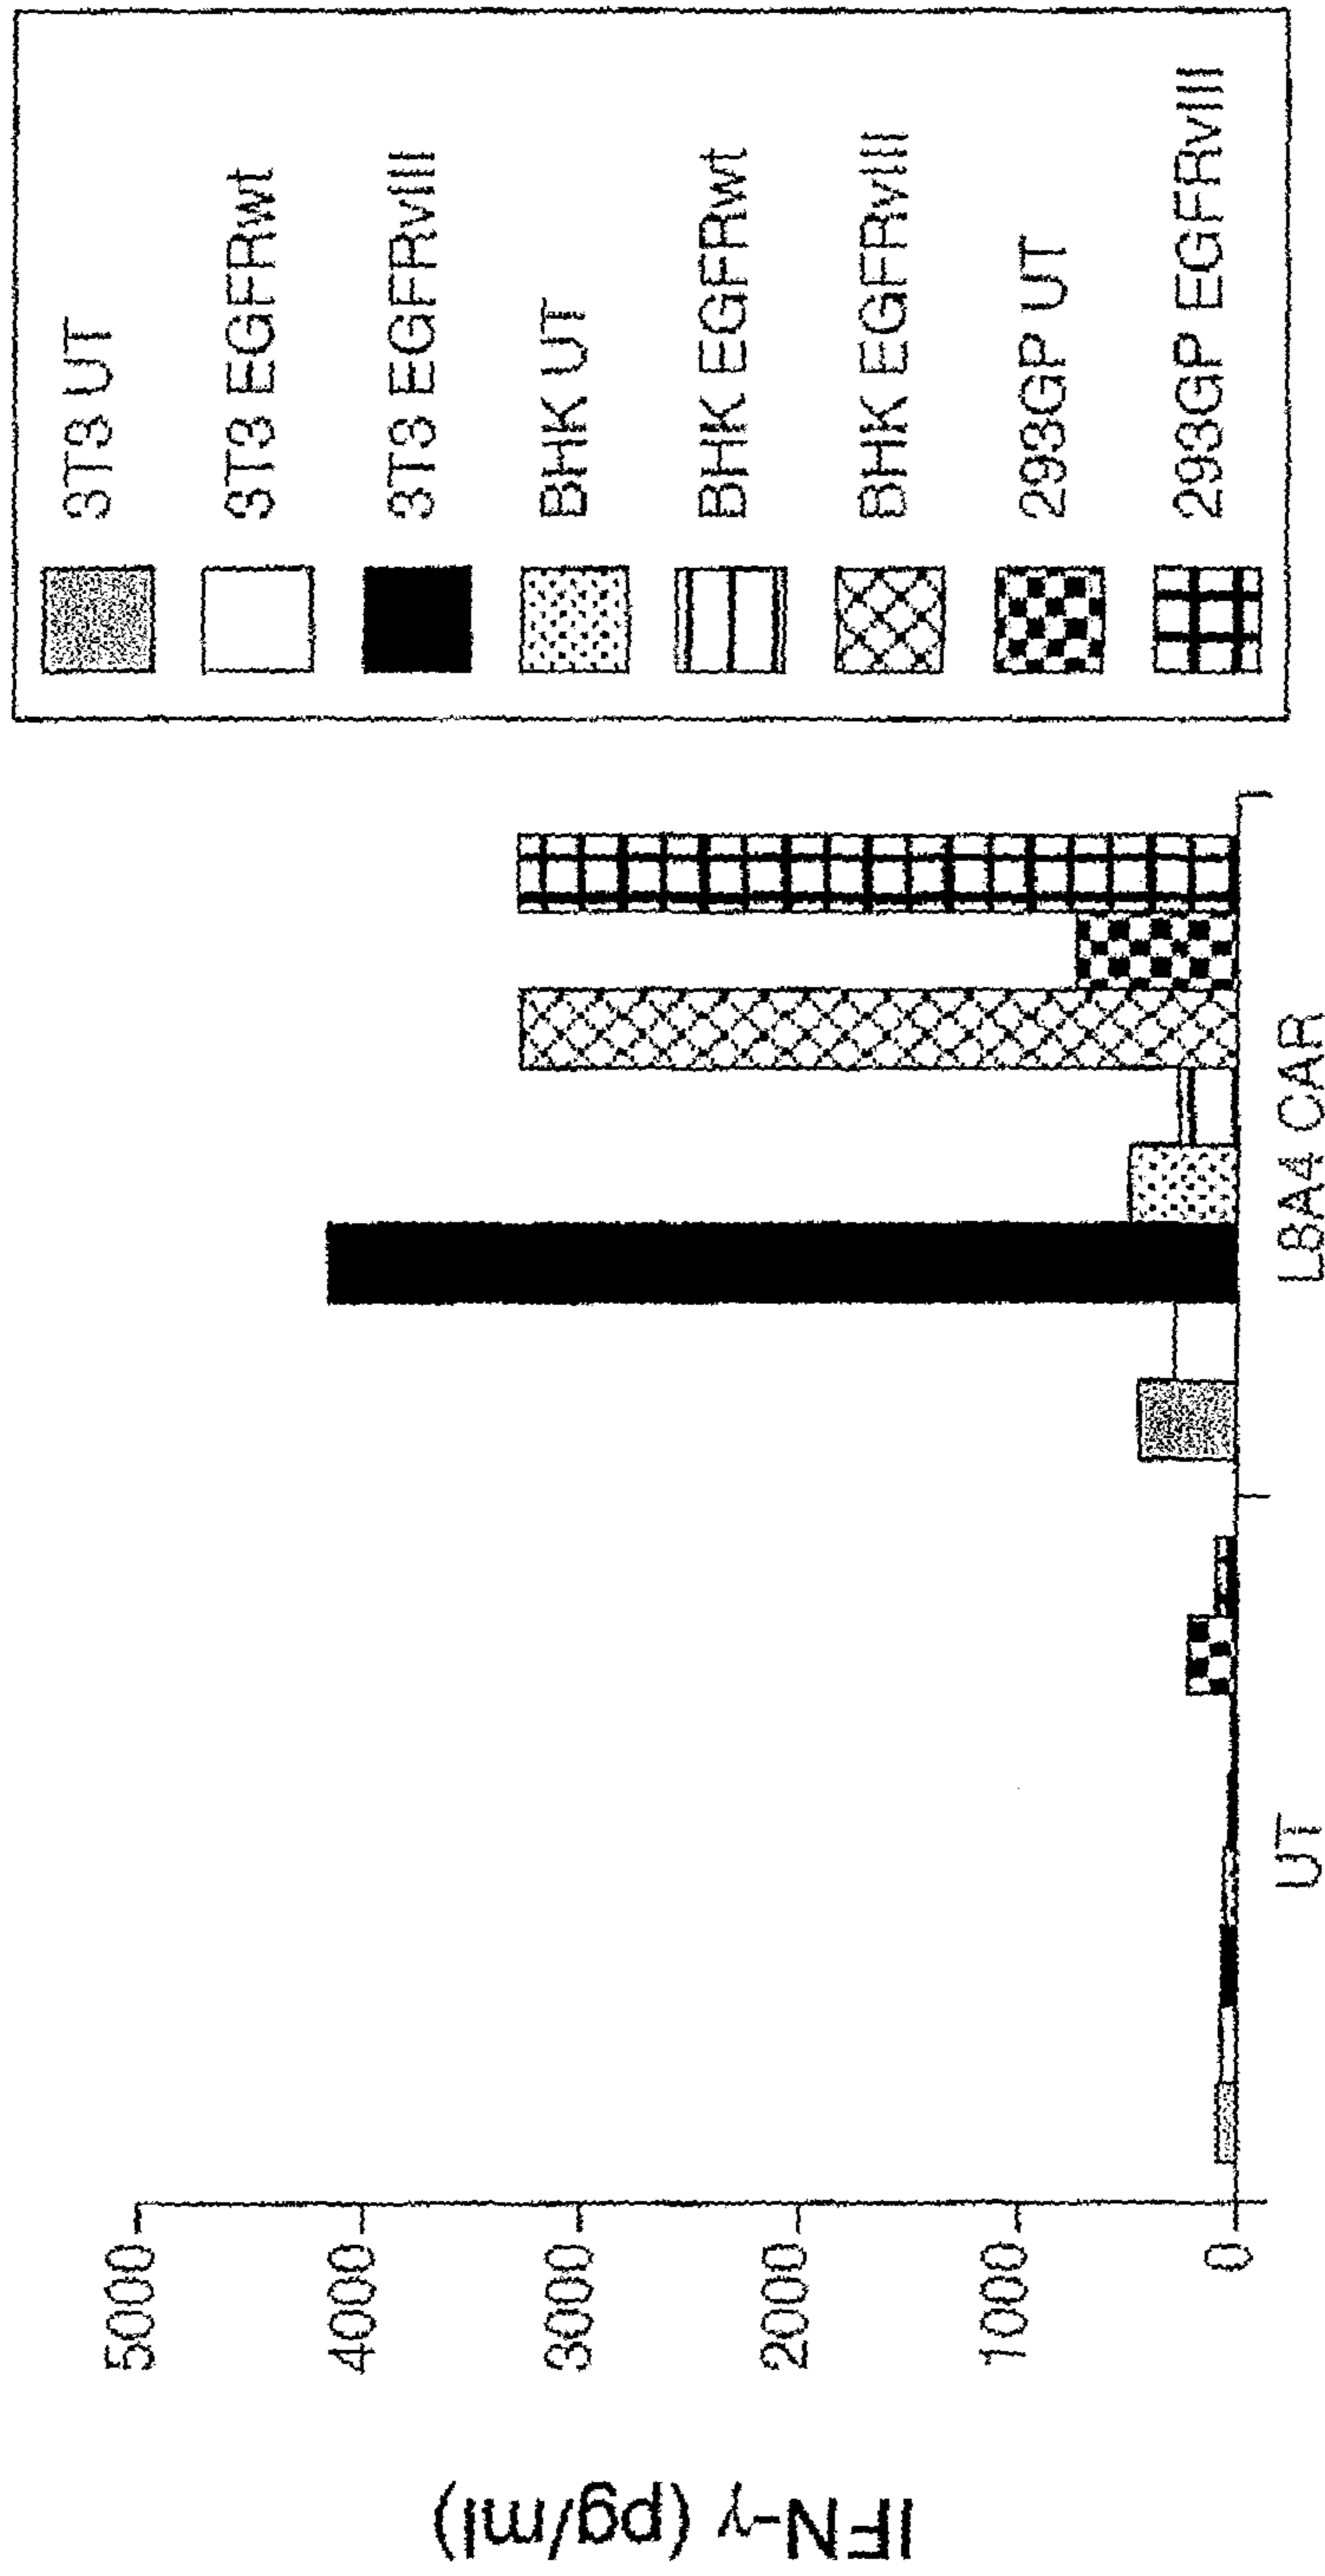 IFN-γ (pg/ml)
5000
4000
3000
2000
1000
0
UT
L8A4 CAR
3T3 UT
3T3 EGFRwt
3T3 EGFRvIII
BHK UT
BHK EGFRwt
BHK EGFRvIII
293GP UT
293GP EGFRvIII